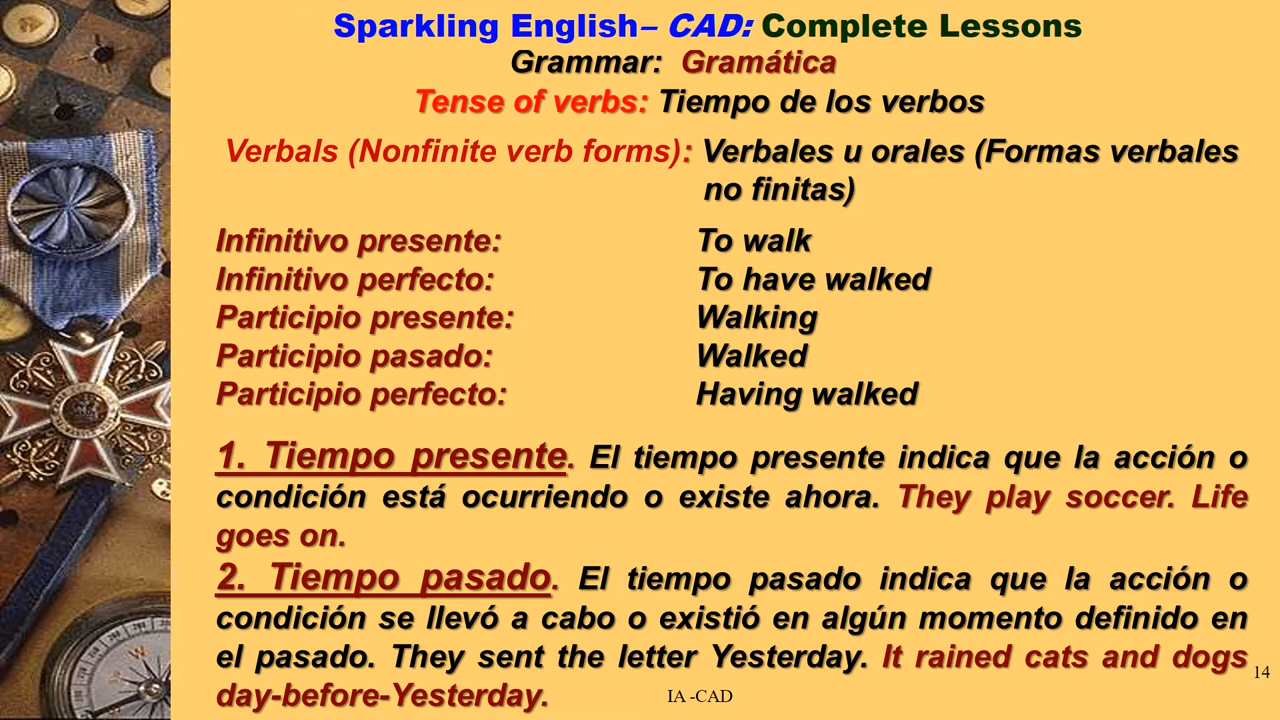 Sparkling English– CAD: Complete Lessons
Grammar: Gramática
Tense of verbs: Tiempo de los verbos
Verbals (Nonfinite verb forms): Verbales u orales (Formas verbales
no finitas)
Infinitivo presente: To walk
Infinitivo perfecto: To have walked
Participio presente: Walking
Participio pasado: Walked
Participio perfecto: Having walked
1. Tiempo presente. El tiempo presente indica que la acción o
condición está ocurriendo o existe ahora. They play soccer. Life
goes on.
2. Tiempo pasado. El tiempo pasado indica que la acción o
condición se llevó a cabo o existió en algún momento definido en
el pasado. They sent the letter Yesterday. It rained cats and dogs
day-before-Yesterday.
IA -CAD
14